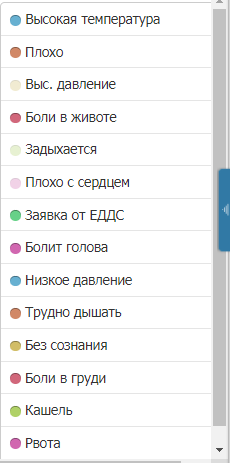 Высокая температура
Плохо
Выс. давление
Боли в животе
Задыхается
Плохо с сердцем
Заявка от ЕДДС
Болит голова
Низкое давление
Трудно дышать
Без сознания
Боли в груди
Кашель
Рвота